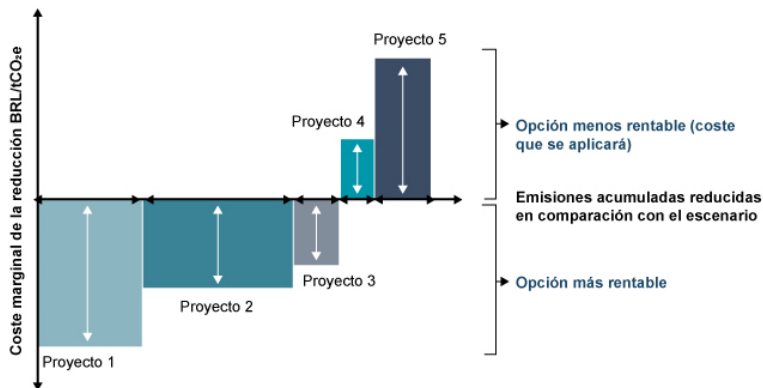 Coste marginal de la reducción BRL/tCO₂e
Proyecto 5
Proyecto 4
Opción menos rentable (coste
que se aplicará)
Emisiones acumuladas reducidas
en comparación con el escenario
Proyecto 3
Opción más rentable
Proyecto 2
Proyecto 1